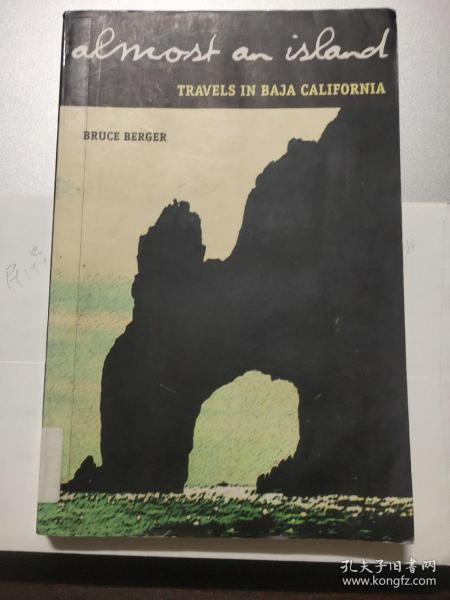 almost an island
TRAVELS IN BAJA CALIFORNIA
BRUCE BERGER
孔夫子旧书网
www.kongfz.com